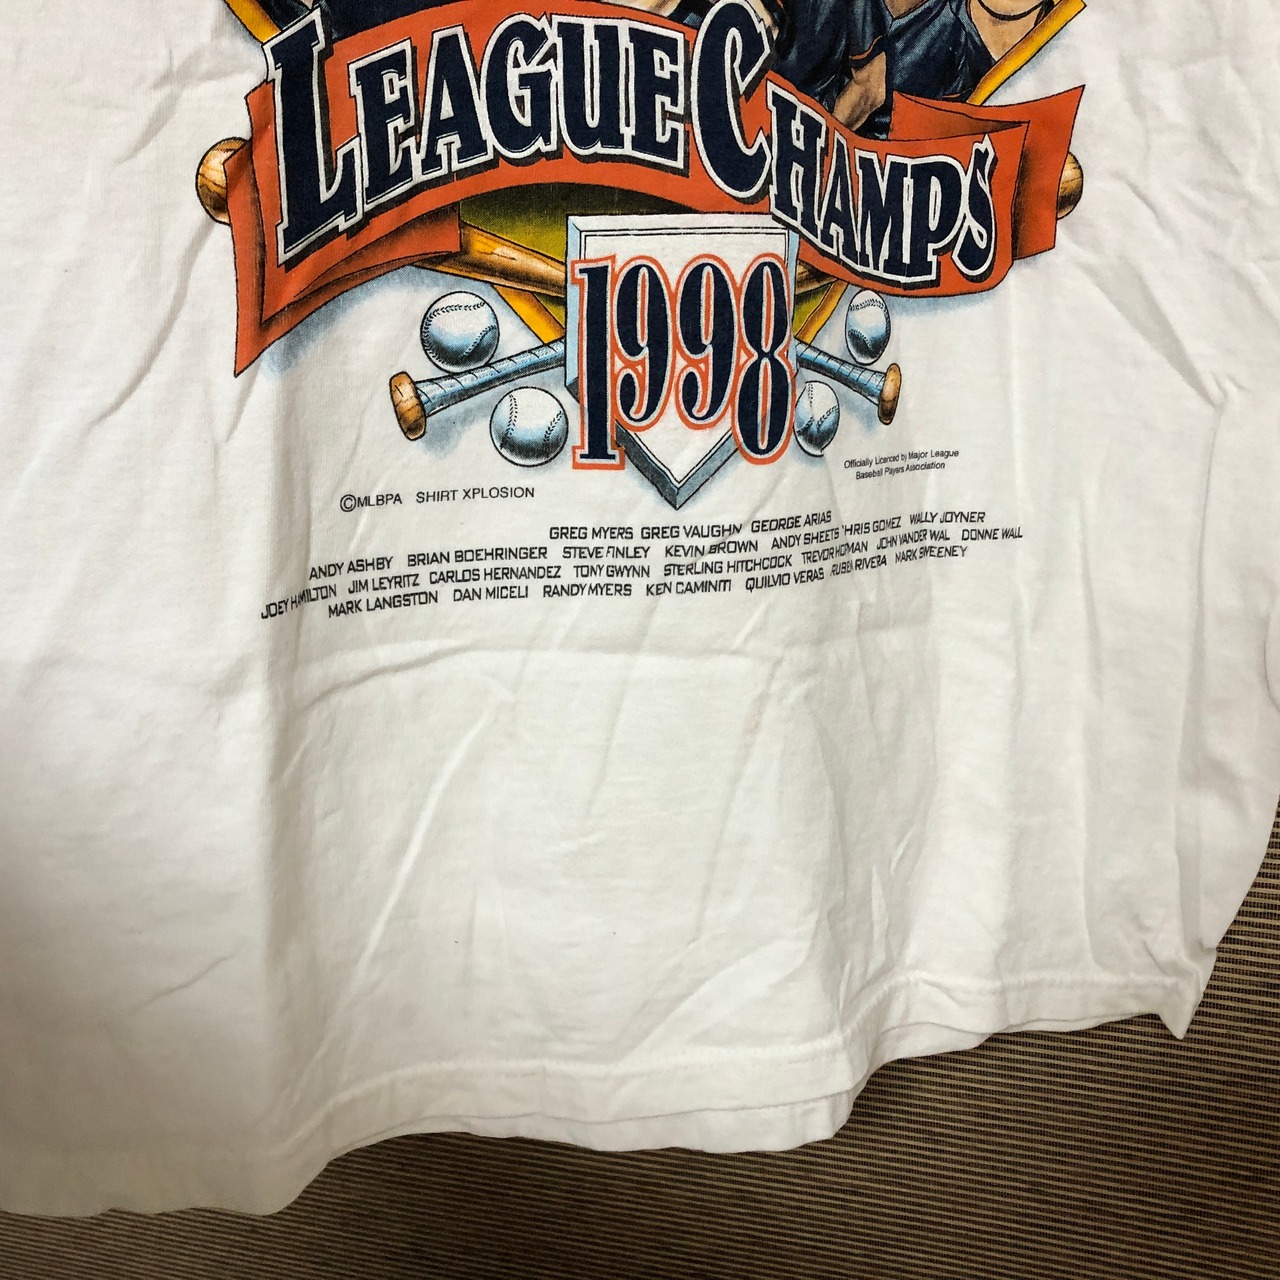 LEAGUE CHAMPS
1998
Officially Licenced by Major League
Baseball Players Association
©MLBPA SHIRT XPLOSION
GREG MYERS GREG VAUGHN GEORGE ARIAS
ANDY ASHBY BRIAN BOEHRINGER STEVE FINLEY KEVIN BROWN ANDY SHEETS CHRIS GOMEZ WALLY JOYNER
JOEY HAMILTON JIM LEYRITZ CARLOS HERNANDEZ TONY GWYNN STERLING HITCHCOCK TREVOR HOFFMAN JOHN VANDER WAL DONNE WALL
MARK LANGSTON DAN MICELI RANDY MYERS KEN CAMINITI QUILVIO VERAS RUBEN RIVERA MARK SWEENEY